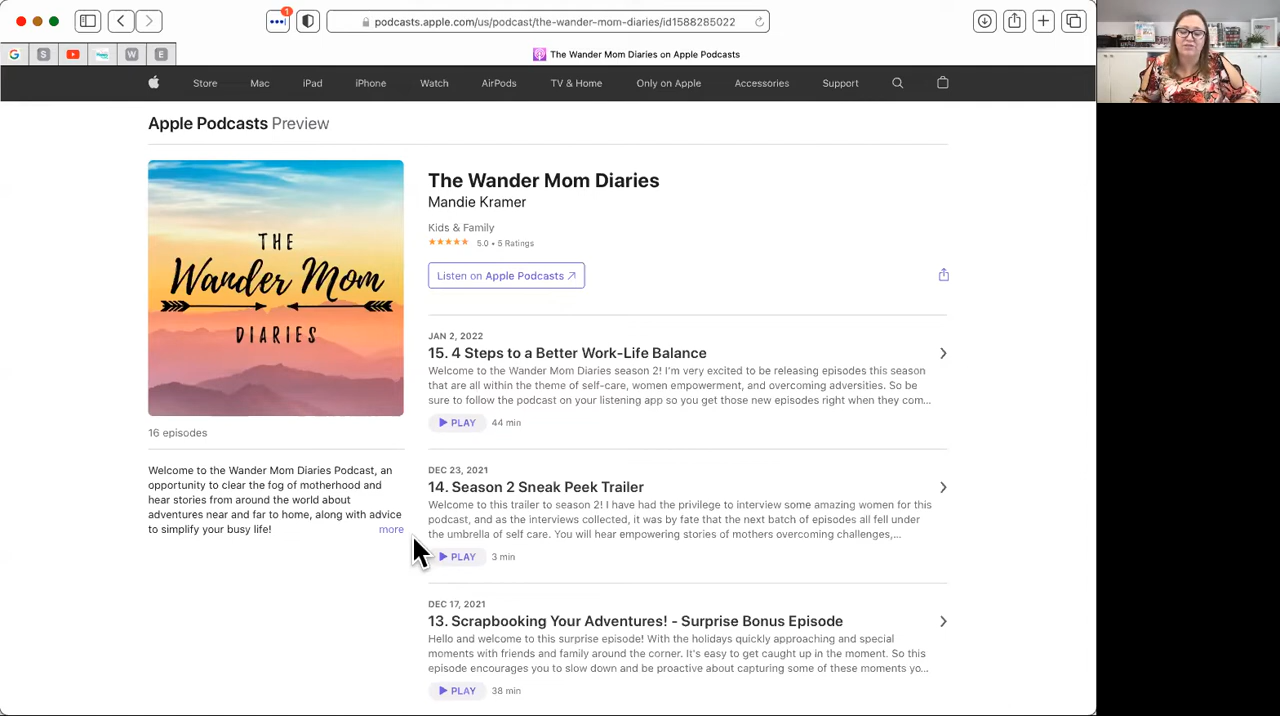 1
podcasts.apple.com/us/podcast/the-wander-mom-diaries/id1588285022
G
S
W
E
The Wander Mom Diaries on Apple Podcasts
Store
Mac
iPad
iPhone
Watch
AirPods
TV & Home
Only on Apple
Accessories
Support
Apple Podcasts Preview
THE
Wander Mom
DIARIES
16 episodes
Welcome to the Wander Mom Diaries Podcast, an
opportunity to clear the fog of motherhood and
hear stories from around the world about
adventures near and far to home, along with advice
to simplify your busy life! more
The Wander Mom Diaries
Mandie Kramer
Kids & Family
5.0 • 5 Ratings
Listen on Apple Podcasts ↗
JAN 2, 2022
15. 4 Steps to a Better Work-Life Balance
Welcome to the Wander Mom Diaries season 2! I'm very excited to be releasing episodes this season
that are all within the theme of self-care, women empowerment, and overcoming adversities. So be
sure to follow the podcast on your listening app so you get those new episodes right when they com...
PLAY 44 min
DEC 23, 2021
14. Season 2 Sneak Peek Trailer
Welcome to this trailer to season 2! I have had the privilege to interview some amazing women for this
podcast, and as the interviews collected, it was by fate that the next batch of episodes all fell under
the umbrella of self care. You will hear empowering stories of mothers overcoming challenges,...
PLAY 3 min
DEC 17, 2021
13. Scrapbooking Your Adventures! - Surprise Bonus Episode
Hello and welcome to this surprise episode! With the holidays quickly approaching and special
moments with friends and family around the corner. It's easy to get caught up in the moment. So this
episode encourages you to slow down and be proactive about capturing some of these moments yo...
PLAY 38 min